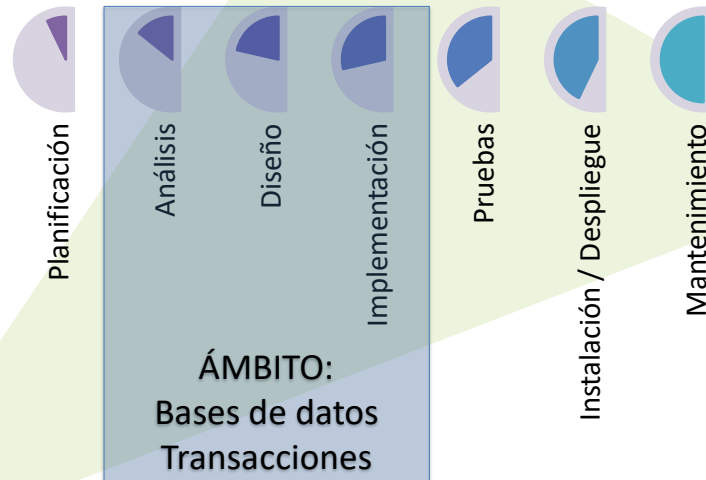 Planificación
Análisis
Diseño
Implementación
Pruebas
Instalación / Despliegue
Mantenimiento
ÁMBITO:
Bases de datos
Transacciones